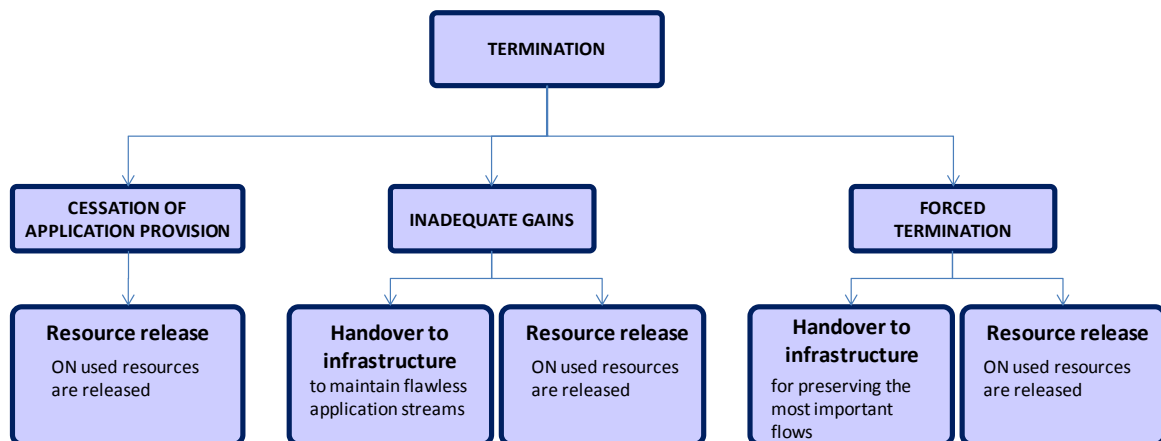 TERMINATION
CESSATION OF
APPLICATION PROVISION
INADEQUATE GAINS
FORCED
TERMINATION
Resource release
ON used resources
are released
Handover to
infrastructure
to maintain flawless
application streams
Resource release
ON used resources
are released
Handover to
infrastructure
for preserving the
most important
flows
Resource release
ON used resources
are released